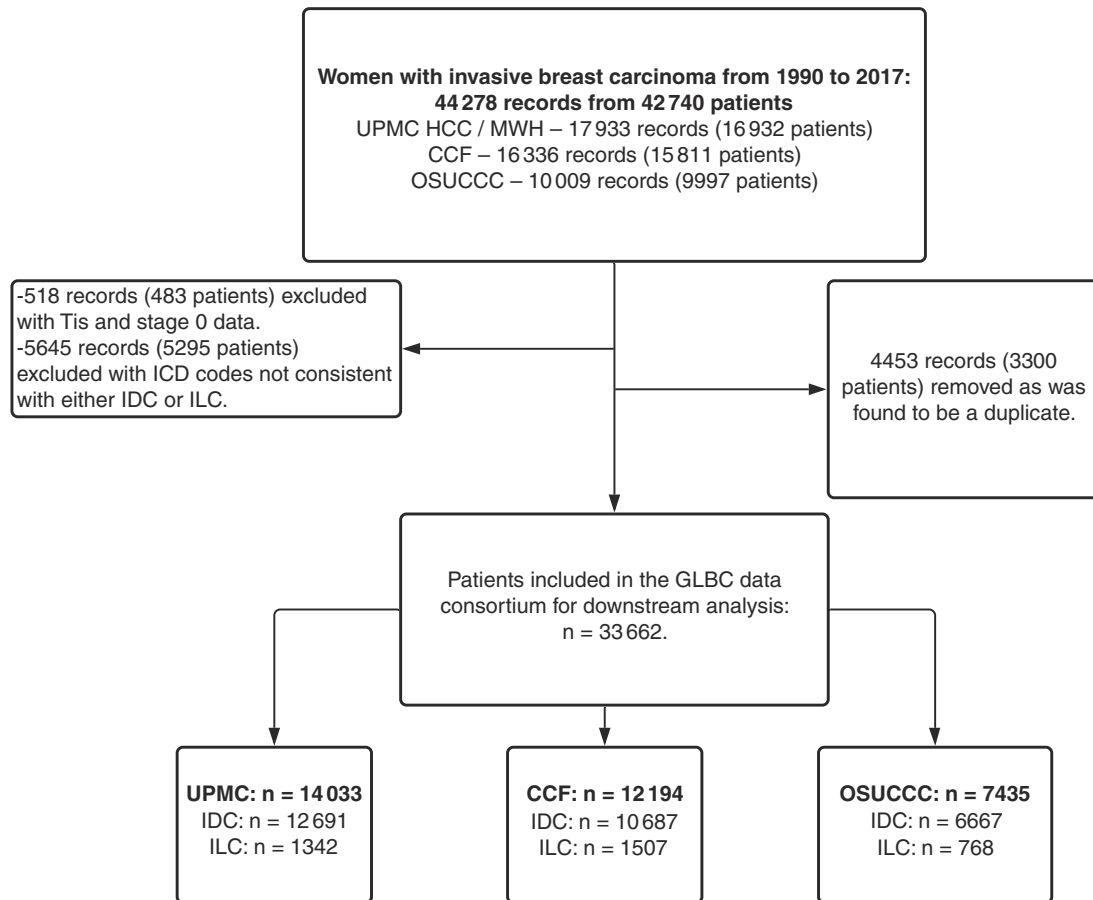 Women with invasive breast carcinoma from 1990 to 2017:
44 278 records from 42 740 patients
UPMC HCC / MWH – 17 933 records (16 932 patients)
CCF – 16 336 records (15 811 patients)
OSUCCC – 10 009 records (9997 patients)
-518 records (483 patients) excluded
with Tis and stage 0 data.
-5645 records (5295 patients)
excluded with ICD codes not consistent
with either IDC or ILC.
4453 records (3300
patients) removed as was
found to be a duplicate.
Patients included in the GLBC data
consortium for downstream analysis:
n = 33 662.
UPMC: n = 14 033
IDC: n = 12 691
ILC: n = 1342
CCF: n = 12 194
IDC: n = 10 687
ILC: n = 1507
OSUCCC: n = 7435
IDC: n = 6667
ILC: n = 768